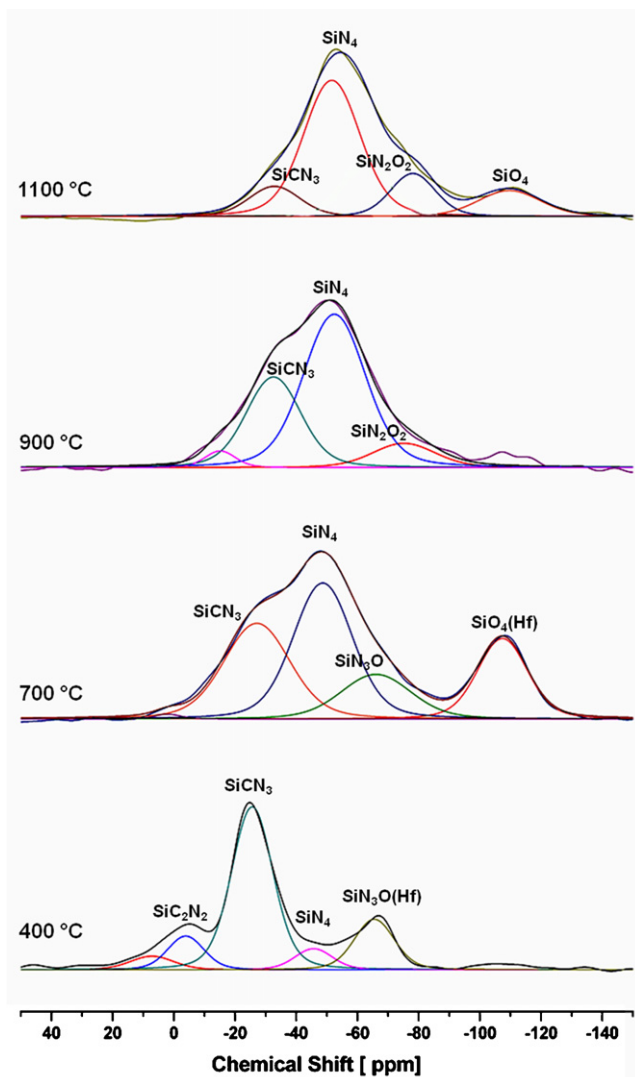 SiN₄
SiCN₃
SiN₂O₂
SiO₄
1100 °C
SiN₄
SiCN₃
SiN₂O₂
900 °C
SiN₄
SiCN₃
SiN₃O
SiO₄(Hf)
700 °C
SiCN₃
SiC₂N₂
SiN₄
SiN₃O(Hf)
400 °C
40 20 0 -20 -40 -60 -80 -100 -120 -140
Chemical Shift [ ppm]